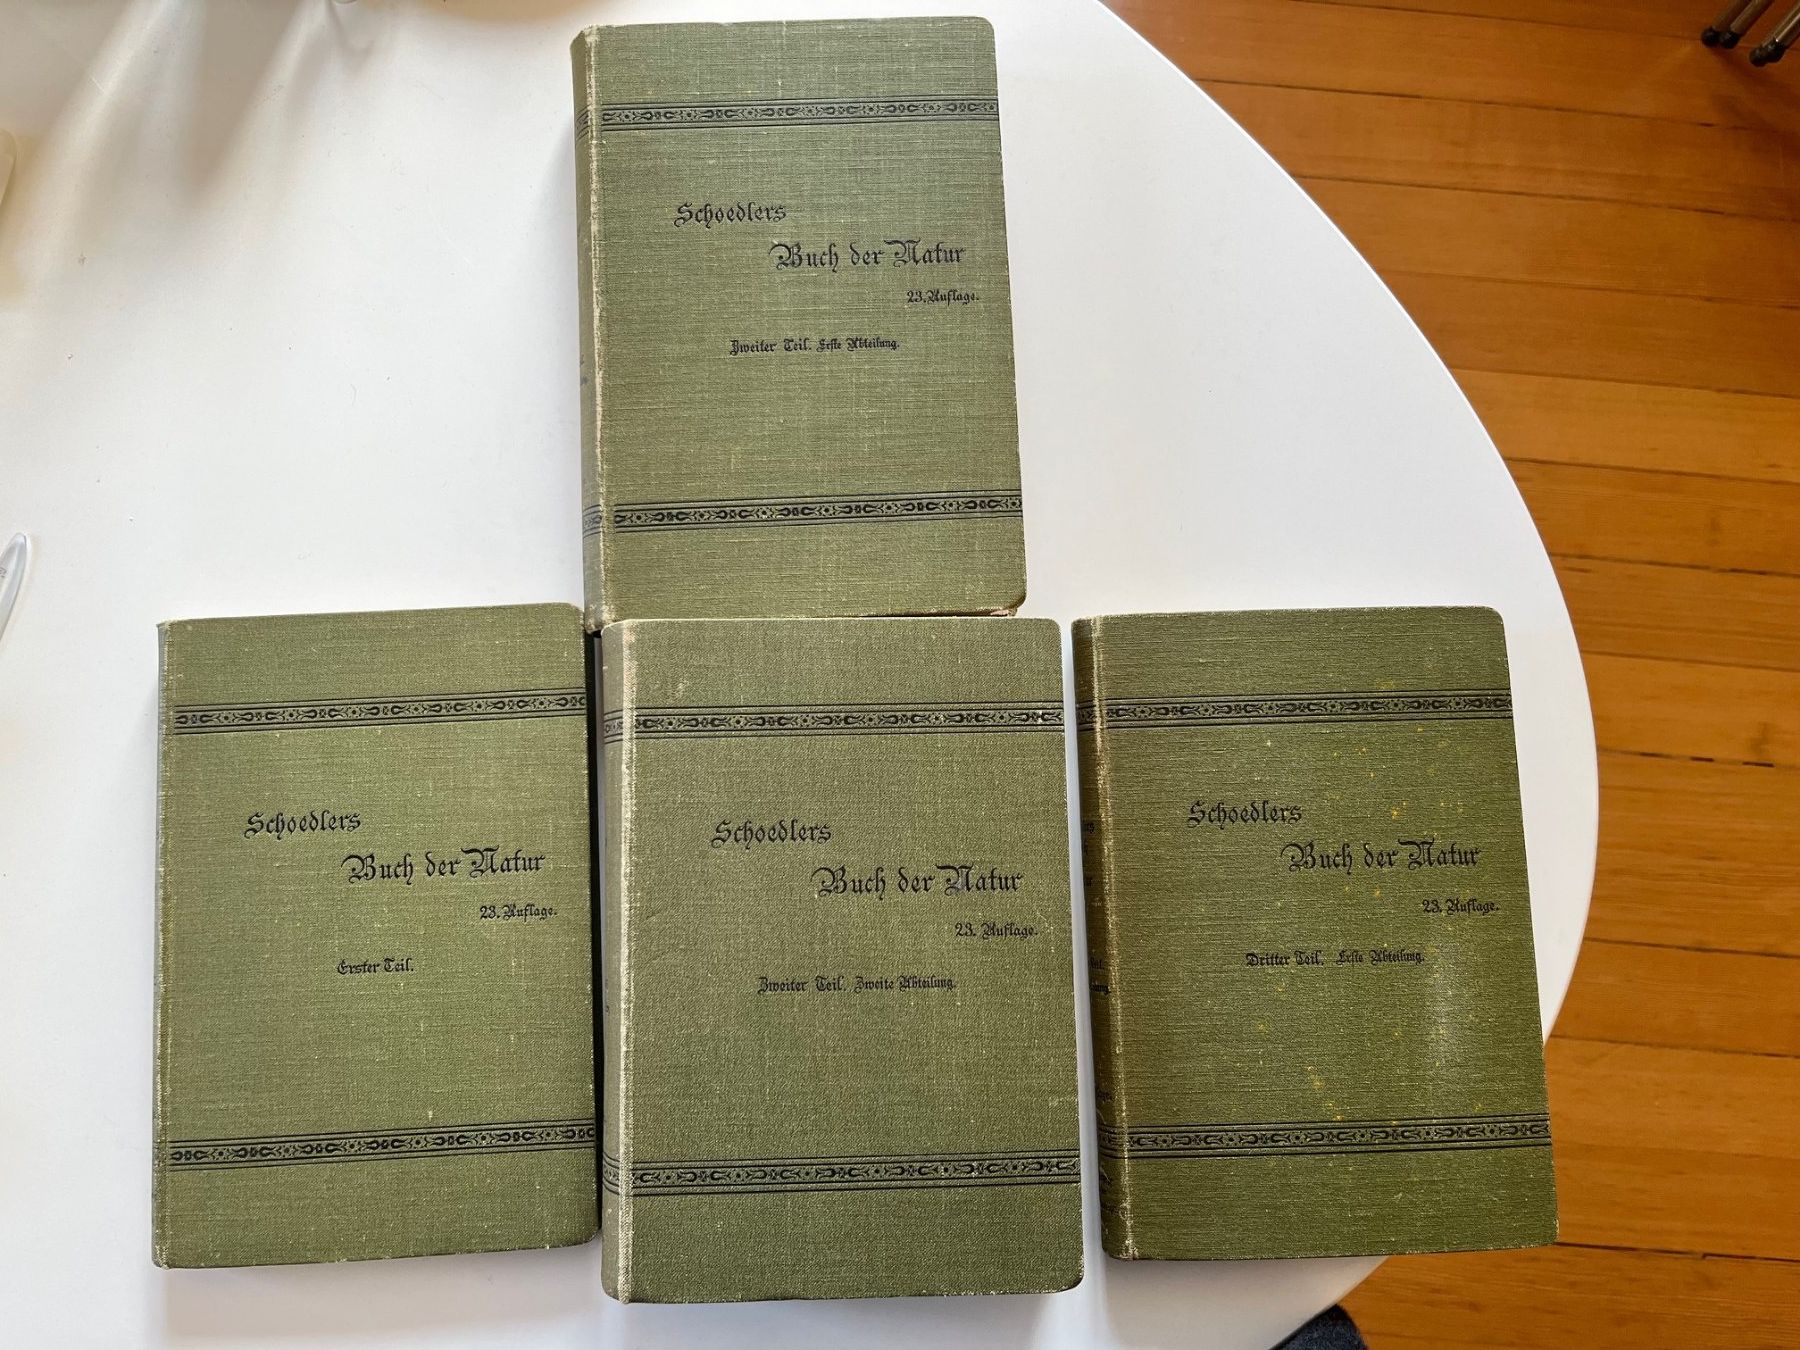 Schoedlers
Buch der Natur
23. Auflage.
Zweiter Teil. Erste Abteilung.
Schoedlers
Buch der Natur
23. Auflage.
Erster Teil.
Schoedlers
Buch der Natur
23. Auflage.
Zweiter Teil. Zweite Abteilung.
Schoedlers
Buch der Natur
23. Auflage.
Dritter Teil. Erste Abteilung.